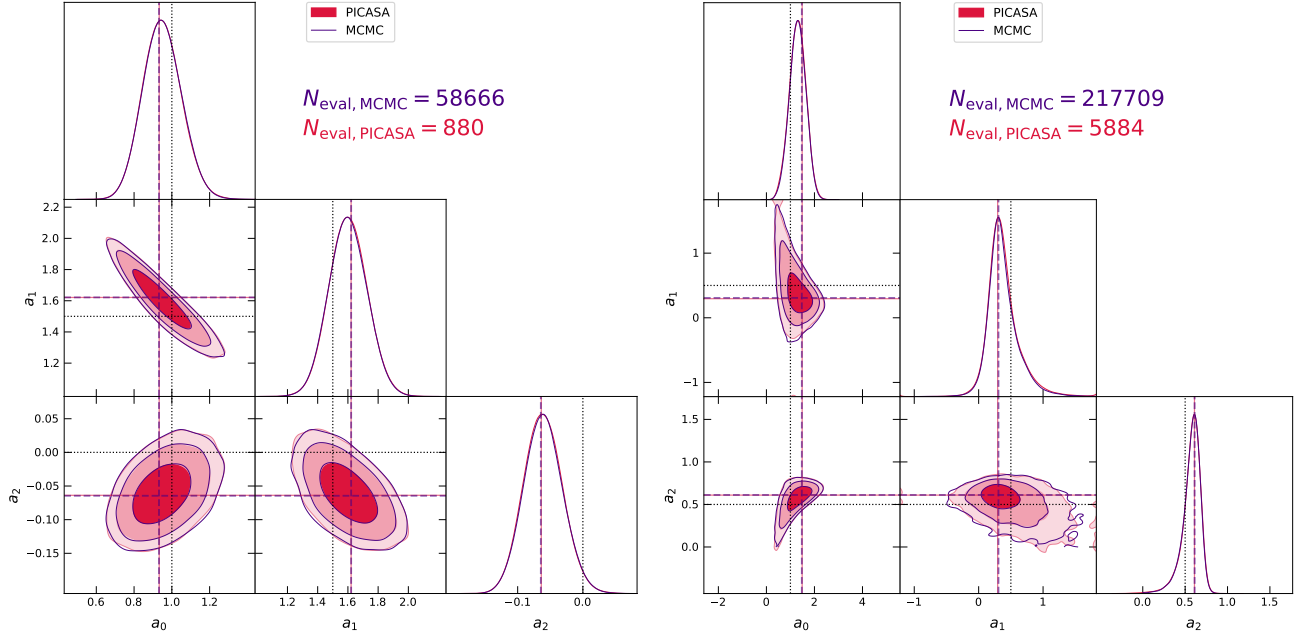 PICASA
MCMC
N_eval, MCMC = 58666
N_eval, PICASA = 880
2.2
2.0
1.8
1.6
1.4
1.2
a_1
0.05
0.00
−0.05
−0.10
−0.15
a_2
0.6 1.0 1.2
a_0
1.2 1.4 1.6 1.8 2.0
a_1
−0.1 0.0
a_2
PICASA
MCMC
N_eval, MCMC = 217709
N_eval, PICASA = 5884
1
0
−1
a_1
1.5
1.0
0.5
0.0
a_2
−2 0 2 4
a_0
−1 0 1
a_1
0.0 0.5 1.0 1.5
a_2